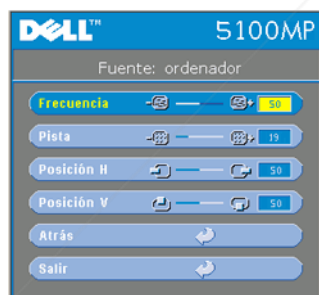 DELL™ 5100MP
Fuente: ordenador
Frecuencia 50
Pista 19
Posición H 50
Posición V 50
Atrás
Salir